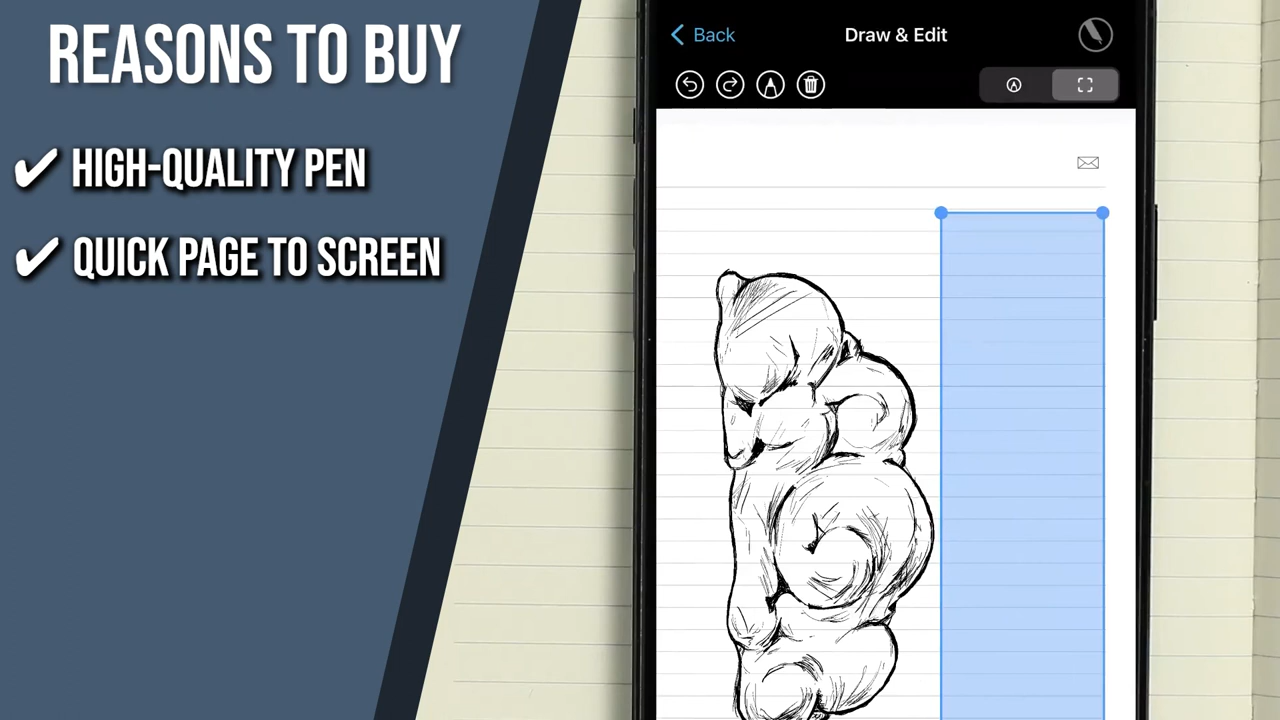 REASONS TO BUY
✔ HIGH-QUALITY PEN
✔ QUICK PAGE TO SCREEN
Back
Draw & Edit